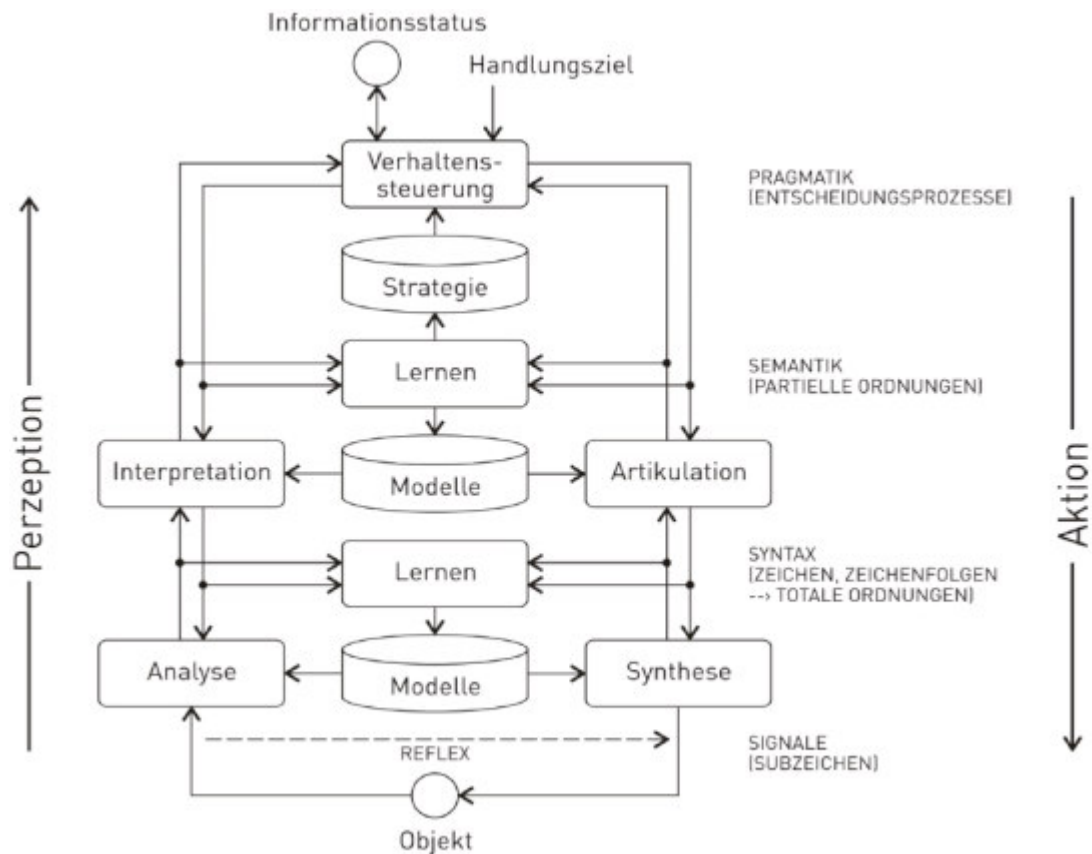 Informationsstatus
Handlungsziel
Verhaltens-
steuerung
PRAGMATIK
(ENTSCHEIDUNGSPROZESSE)
Strategie
Lernen
SEMANTIK
(PARTIELLE ORDNUNGEN)
Perzeption
Interpretation
Modelle
Artikulation
Aktion
Lernen
SYNTAX
(ZEICHEN, ZEICHENFOLGEN
--> TOTALE ORDNUNGEN)
Analyse
Modelle
Synthese
REFLEX
SIGNALE
(SUBZEICHEN)
Objekt